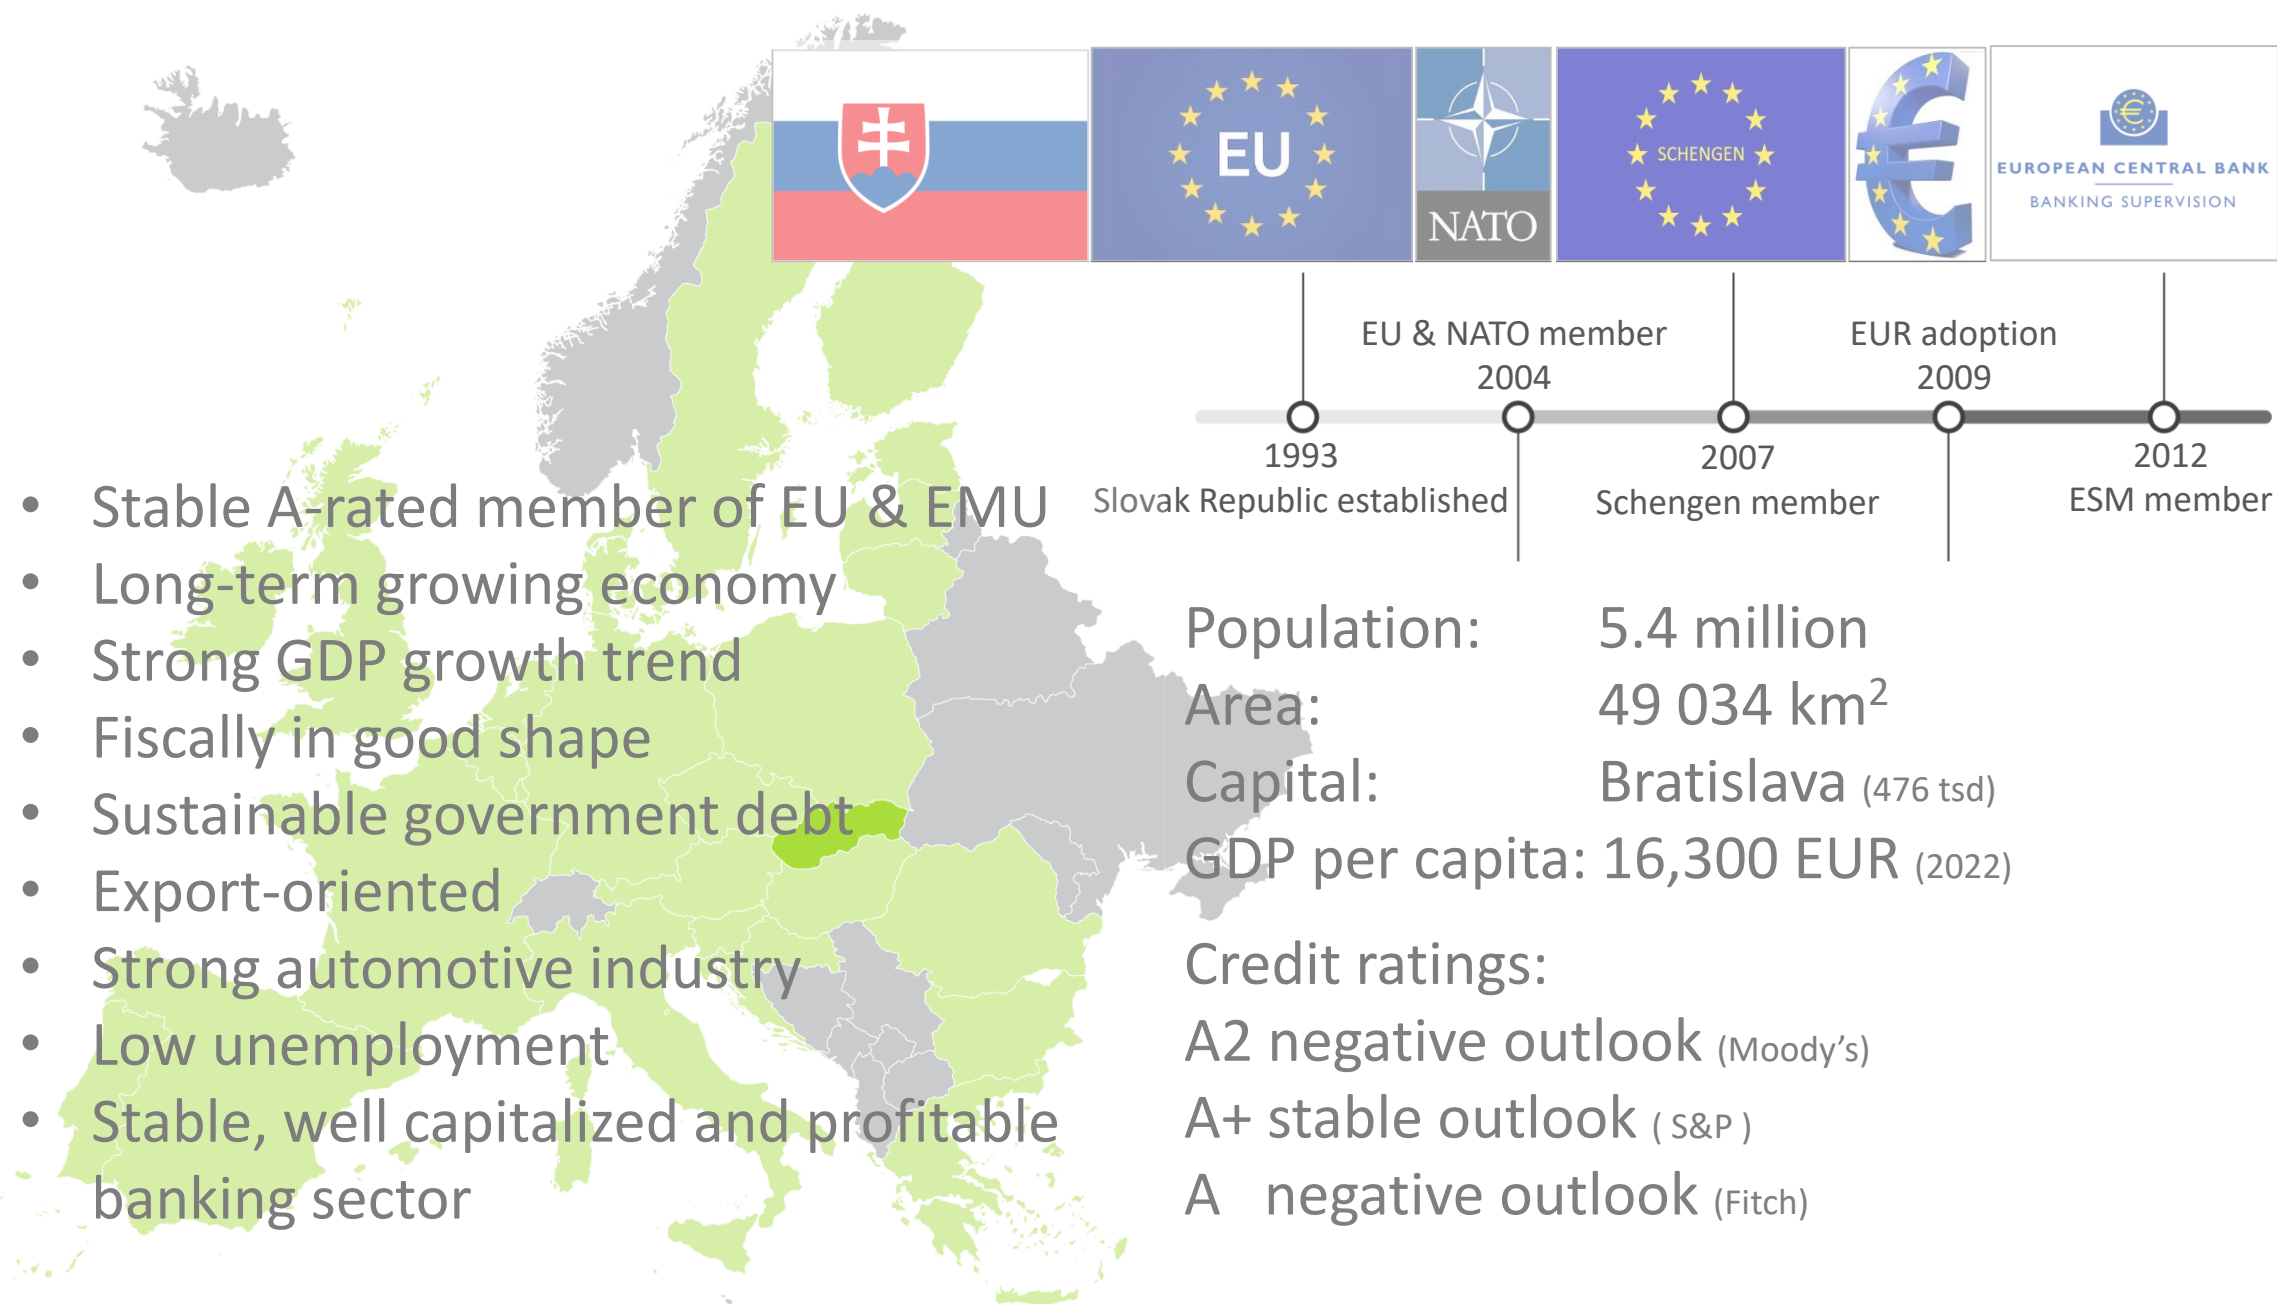 EU
NATO
SCHENGEN
€
EUROPEAN CENTRAL BANK
BANKING SUPERVISION
EU & NATO member
2004
EUR adoption
2009
1993
Slovak Republic established
2007
Schengen member
2012
ESM member
• Stable A-rated member of EU & EMU
• Long-term growing economy
• Strong GDP growth trend
• Fiscally in good shape
• Sustainable government debt
• Export-oriented
• Strong automotive industry
• Low unemployment
• Stable, well capitalized and profitable
banking sector
Population: 5.4 million
Area: 49 034 km²
Capital: Bratislava (476 tsd)
GDP per capita: 16,300 EUR (2022)
Credit ratings:
A2 negative outlook (Moody’s)
A+ stable outlook ( S&P )
A negative outlook (Fitch)